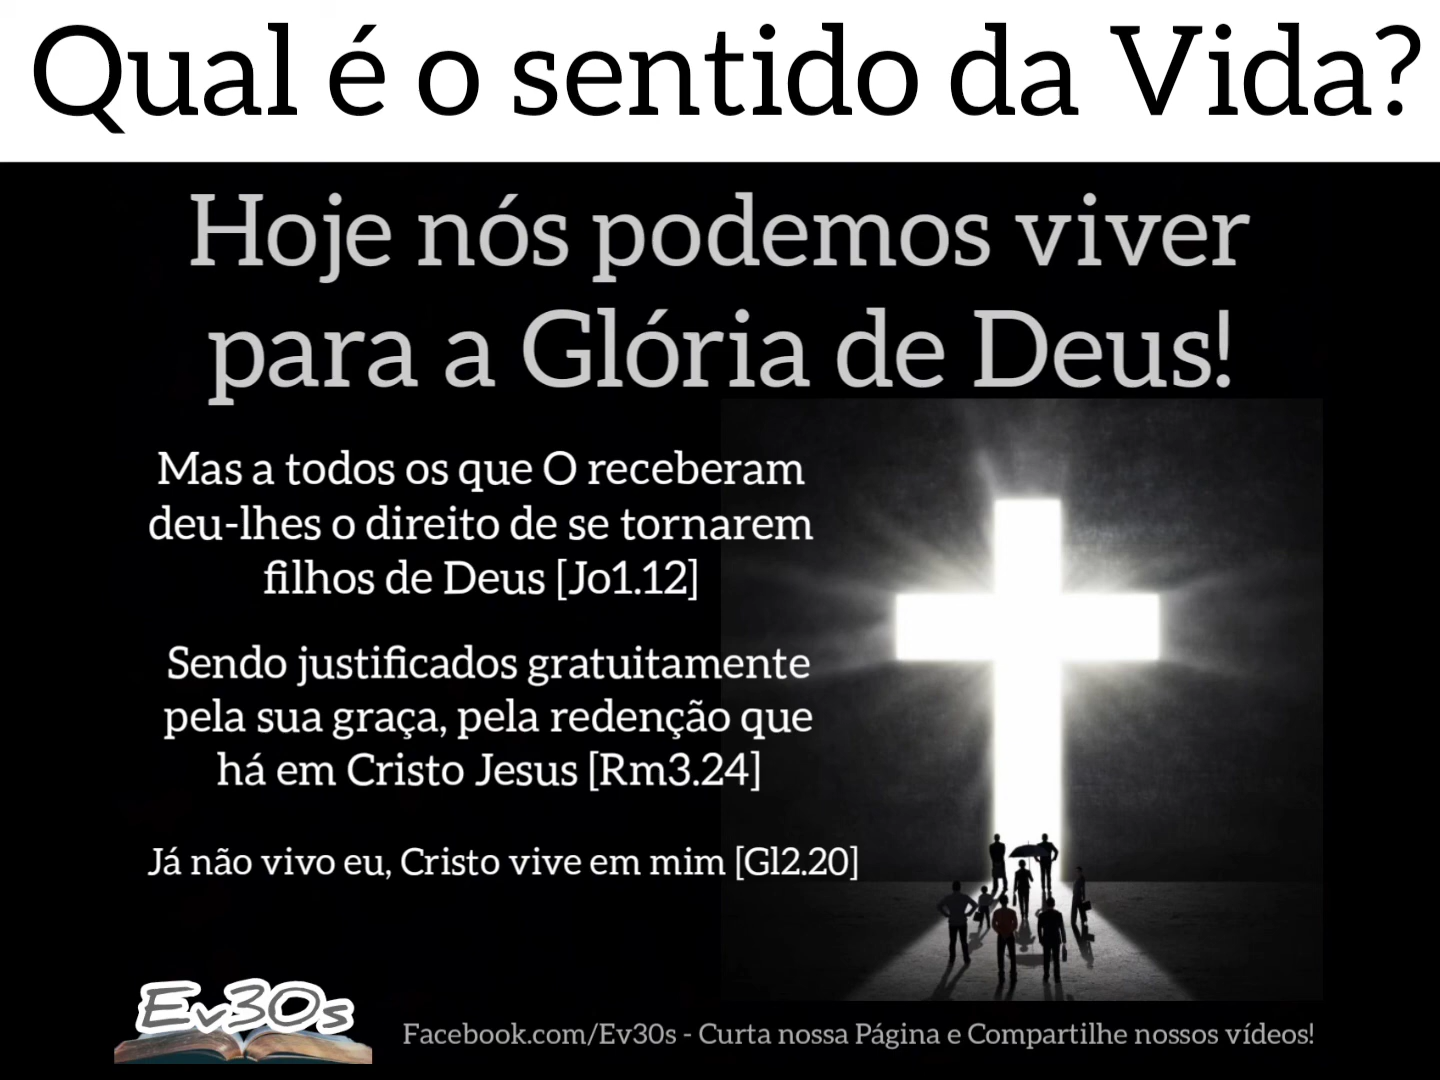 Qual é o sentido da Vida?
Hoje nós podemos viver
para a Glória de Deus!
Mas a todos os que O receberam
deu-lhes o direito de se tornarem
filhos de Deus [Jo1.12]
Sendo justificados gratuitamente
pela sua graça, pela redenção que
há em Cristo Jesus [Rm3.24]
Já não vivo eu, Cristo vive em mim [Gl2.20]
Ev30s
Facebook.com/Ev30s - Curta nossa Página e Compartilhe nossos vídeos!